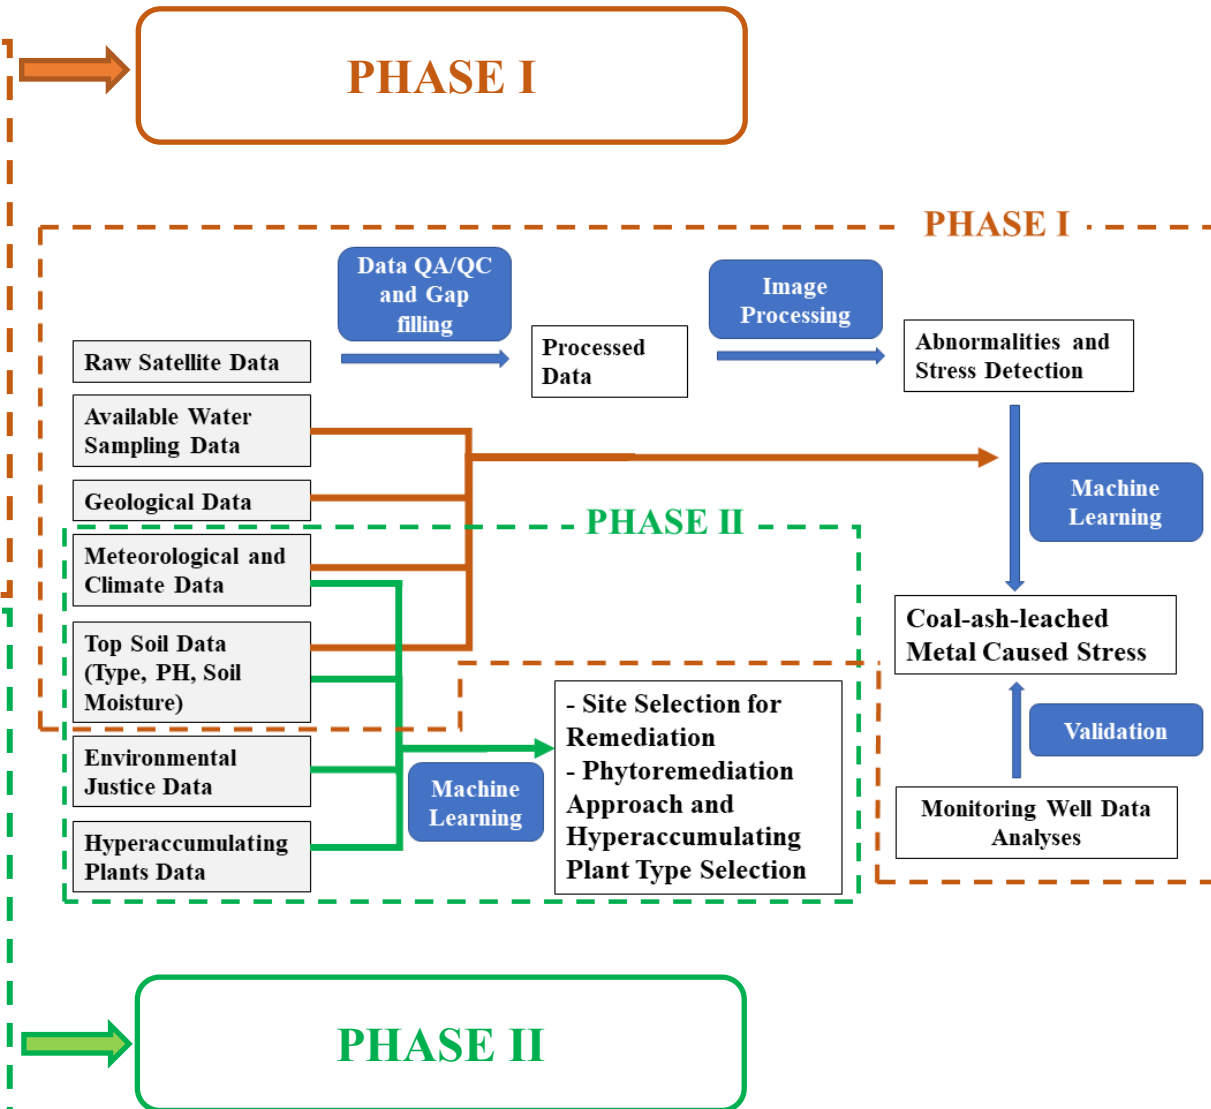 PHASE I
PHASE I
Data QA/QC
and Gap
filling
Image
Processing
Raw Satellite Data
Processed
Data
Abnormalities and
Stress Detection
Available Water
Sampling Data
Geological Data
Machine
Learning
PHASE II
Meteorological and
Climate Data
Top Soil Data
(Type, PH, Soil
Moisture)
Coal-ash-leached
Metal Caused Stress
- Site Selection for
Remediation
- Phytoremediation
Approach and
Hyperaccumulating
Plant Type Selection
Validation
Environmental
Justice Data
Machine
Learning
Monitoring Well Data
Analyses
Hyperaccumulating
Plants Data
PHASE II